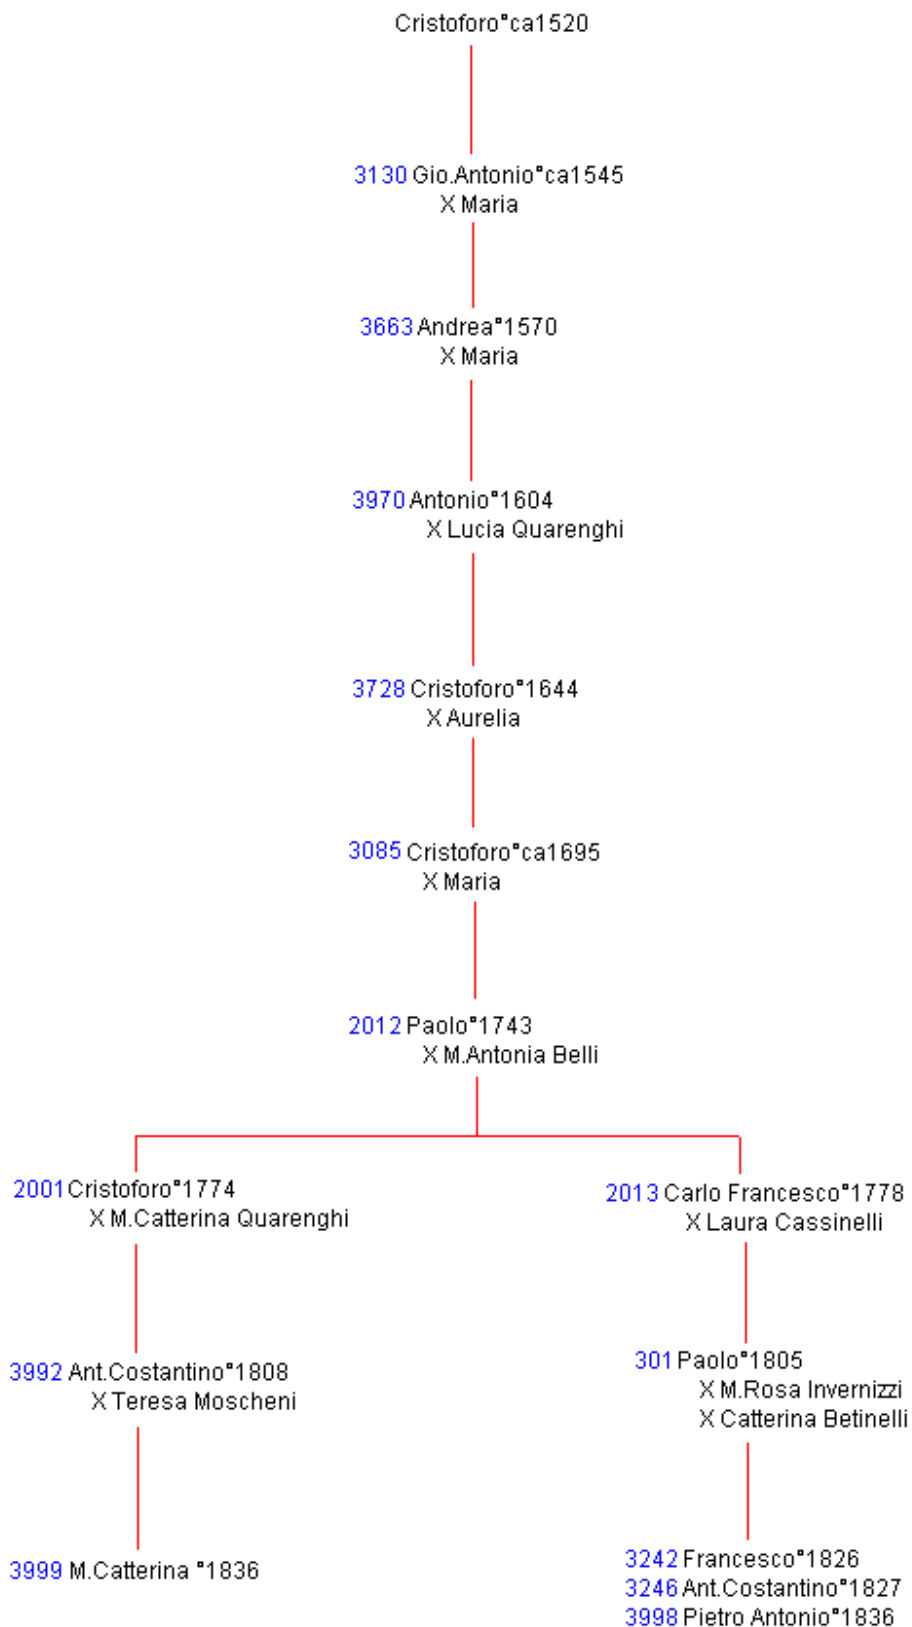 Cristoforo°ca1520
3130 Gio.Antonio°ca1545
X Maria
3663 Andrea°1570
X Maria
3970 Antonio°1604
X Lucia Quarenghi
3728 Cristoforo°1644
X Aurelia
3085 Cristoforo°ca1695
X Maria
2012 Paolo°1743
X M.Antonia Belli
2001 Cristoforo°1774
X M.Catterina Quarenghi
2013 Carlo Francesco°1778
X Laura Cassinelli
3992 Ant.Costantino°1808
X Teresa Moscheni
301 Paolo°1805
X M.Rosa Invernizzi
X Catterina Betinelli
3999 M.Catterina °1836
3242 Francesco°1826
3246 Ant.Costantino°1827
3998 Pietro Antonio°1836